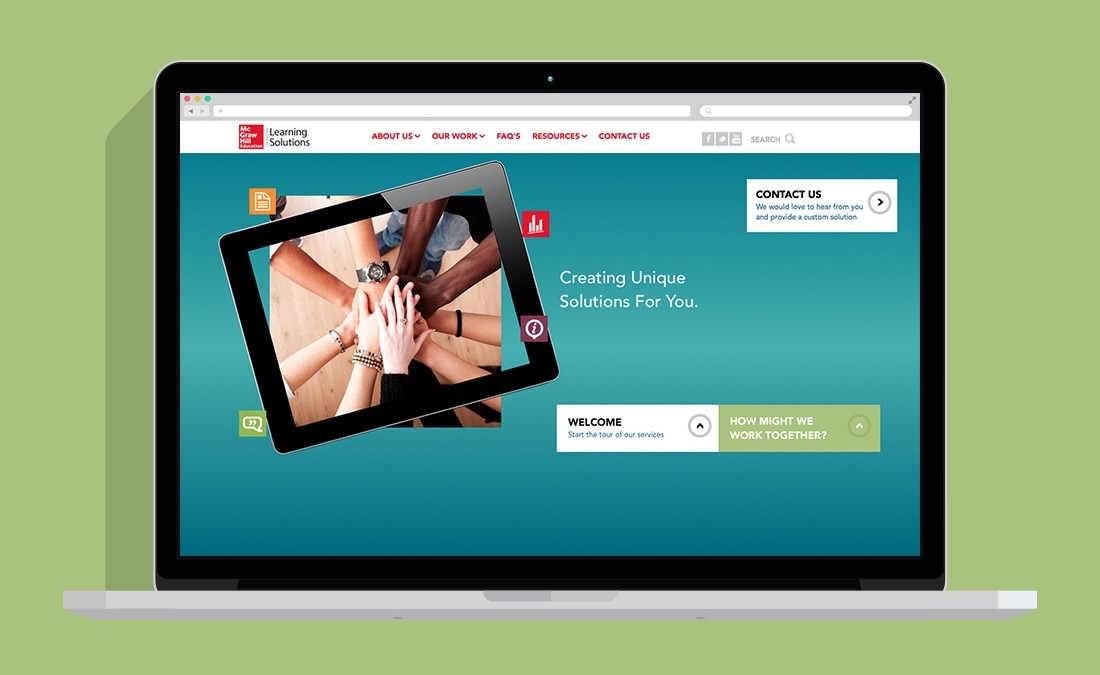 Mc
Graw
Hill
Education
Learning
Solutions
ABOUT US
OUR WORK
FAQ'S
RESOURCES
CONTACT US
f
You
SEARCH
CONTACT US
We would love to hear from you
and provide a custom solution
Creating Unique
Solutions For You.
WELCOME
Start the tour of our services
HOW MIGHT WE
WORK TOGETHER?